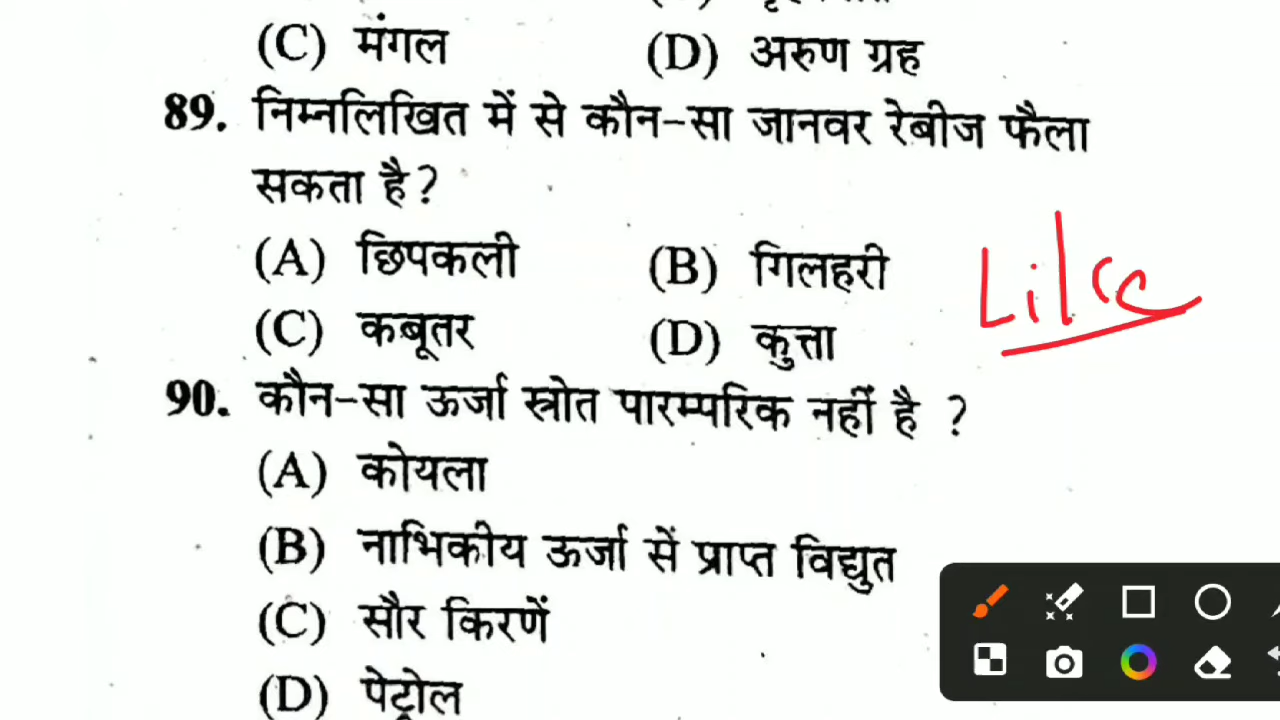 (C) मंगल (D) अरुण ग्रह
89. निम्नलिखित में से कौन-सा जानवर रेबीज फैला
सकता है?
(A) छिपकली (B) गिलहरी
(C) कबूतर (D) कुत्ता
Like
90. कौन-सा ऊर्जा स्रोत पारम्परिक नहीं है ?
(A) कोयला
(B) नाभिकीय ऊर्जा सें प्राप्त विद्युत
(C) सौर किरणें
(D) पेट्रोल